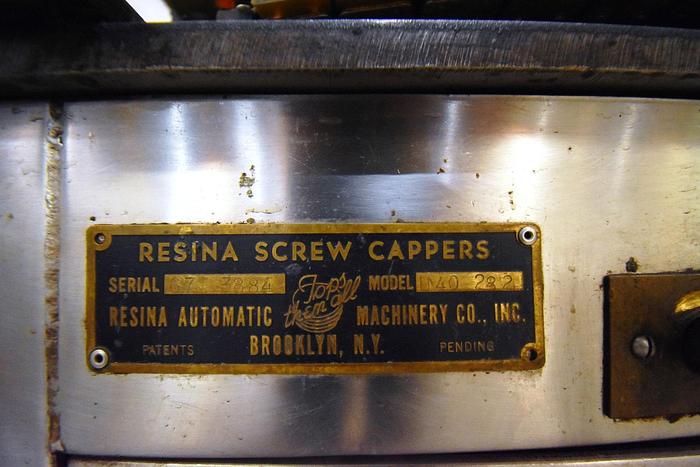 RESINA SCREW CAPPERS
SERIAL 3884 Tops them all MODEL 282
RESINA AUTOMATIC MACHINERY CO., INC.
PATENTS BROOKLYN, N.Y. PENDING